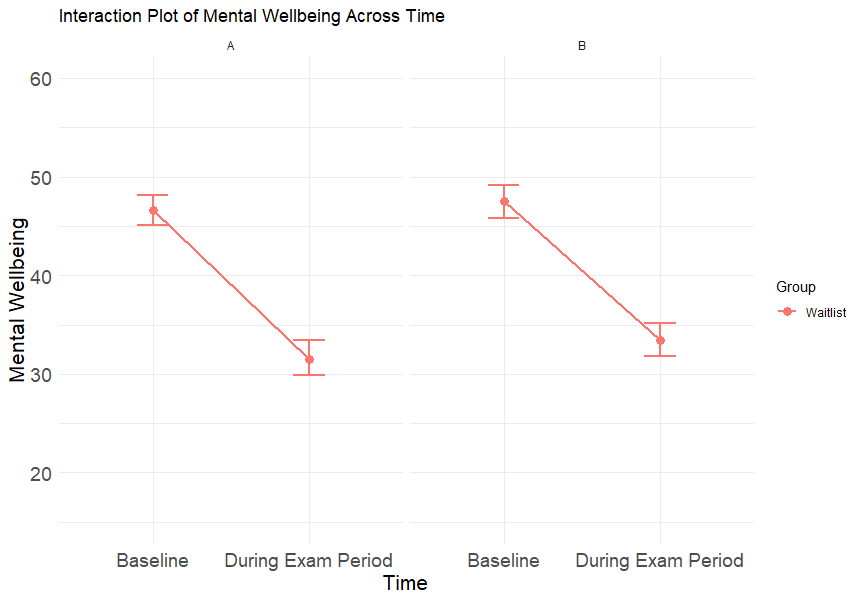 Interaction Plot of Mental Wellbeing Across Time
A
B
60
50
40
30
20
Mental Wellbeing
Baseline
During Exam Period
Baseline
During Exam Period
Time
Group
Waitlist